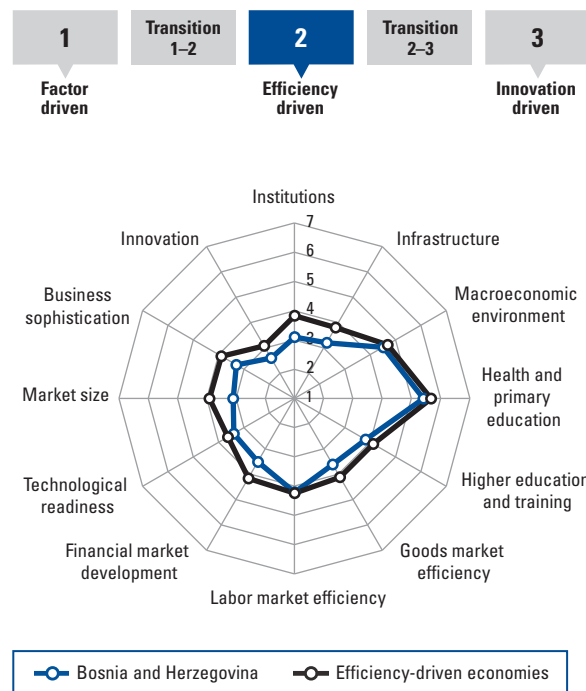 1
Transition
1–2
2
Transition
2–3
3
Factor
driven
Efficiency
driven
Innovation
driven
Institutions
7
Innovation
6
Infrastructure
5
Business
sophistication
4
Macroeconomic
environment
3
2
Market size
1
Health and
primary
education
Technological
readiness
Higher education
and training
Financial market
development
Goods market
efficiency
Labor market efficiency
Bosnia and Herzegovina
Efficiency-driven economies